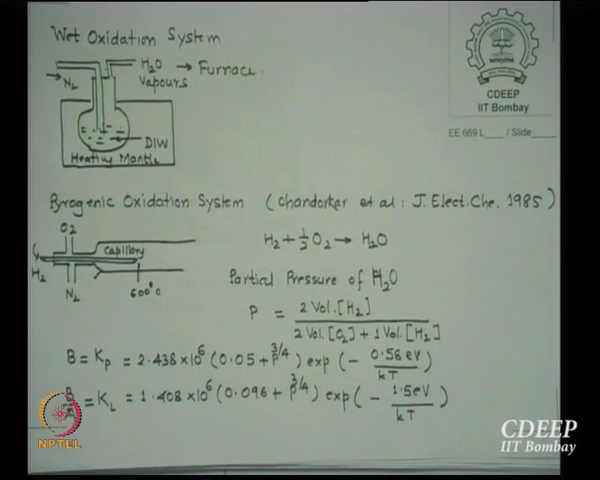 Wet Oxidation System
CDEEP
IIT Bombay
EE 669 L____ / Slide____
N2
H2O
Vapours
→ Furnace.
DIW
Heating Mantle
Pyrogenic Oxidation System (Chandorkar et al : J. Elect. Che. 1985)
O2
Capillary
H2
N2
600°C
H2 + 1/2 O2 → H2O
Partial Pressure of H2O
P = 2 Vol.[H2] / 2 Vol.[O2] + 1 Vol.[H2]
B = KP = 2.438 × 10^6 (0.05 + P^3/4) exp (- 0.58 eV / kT)
B/A = KL = 1.408 × 10^6 (0.096 + P^3/4) exp (- 1.5 eV / kT)
NPTEL
CDEEP
IIT Bombay